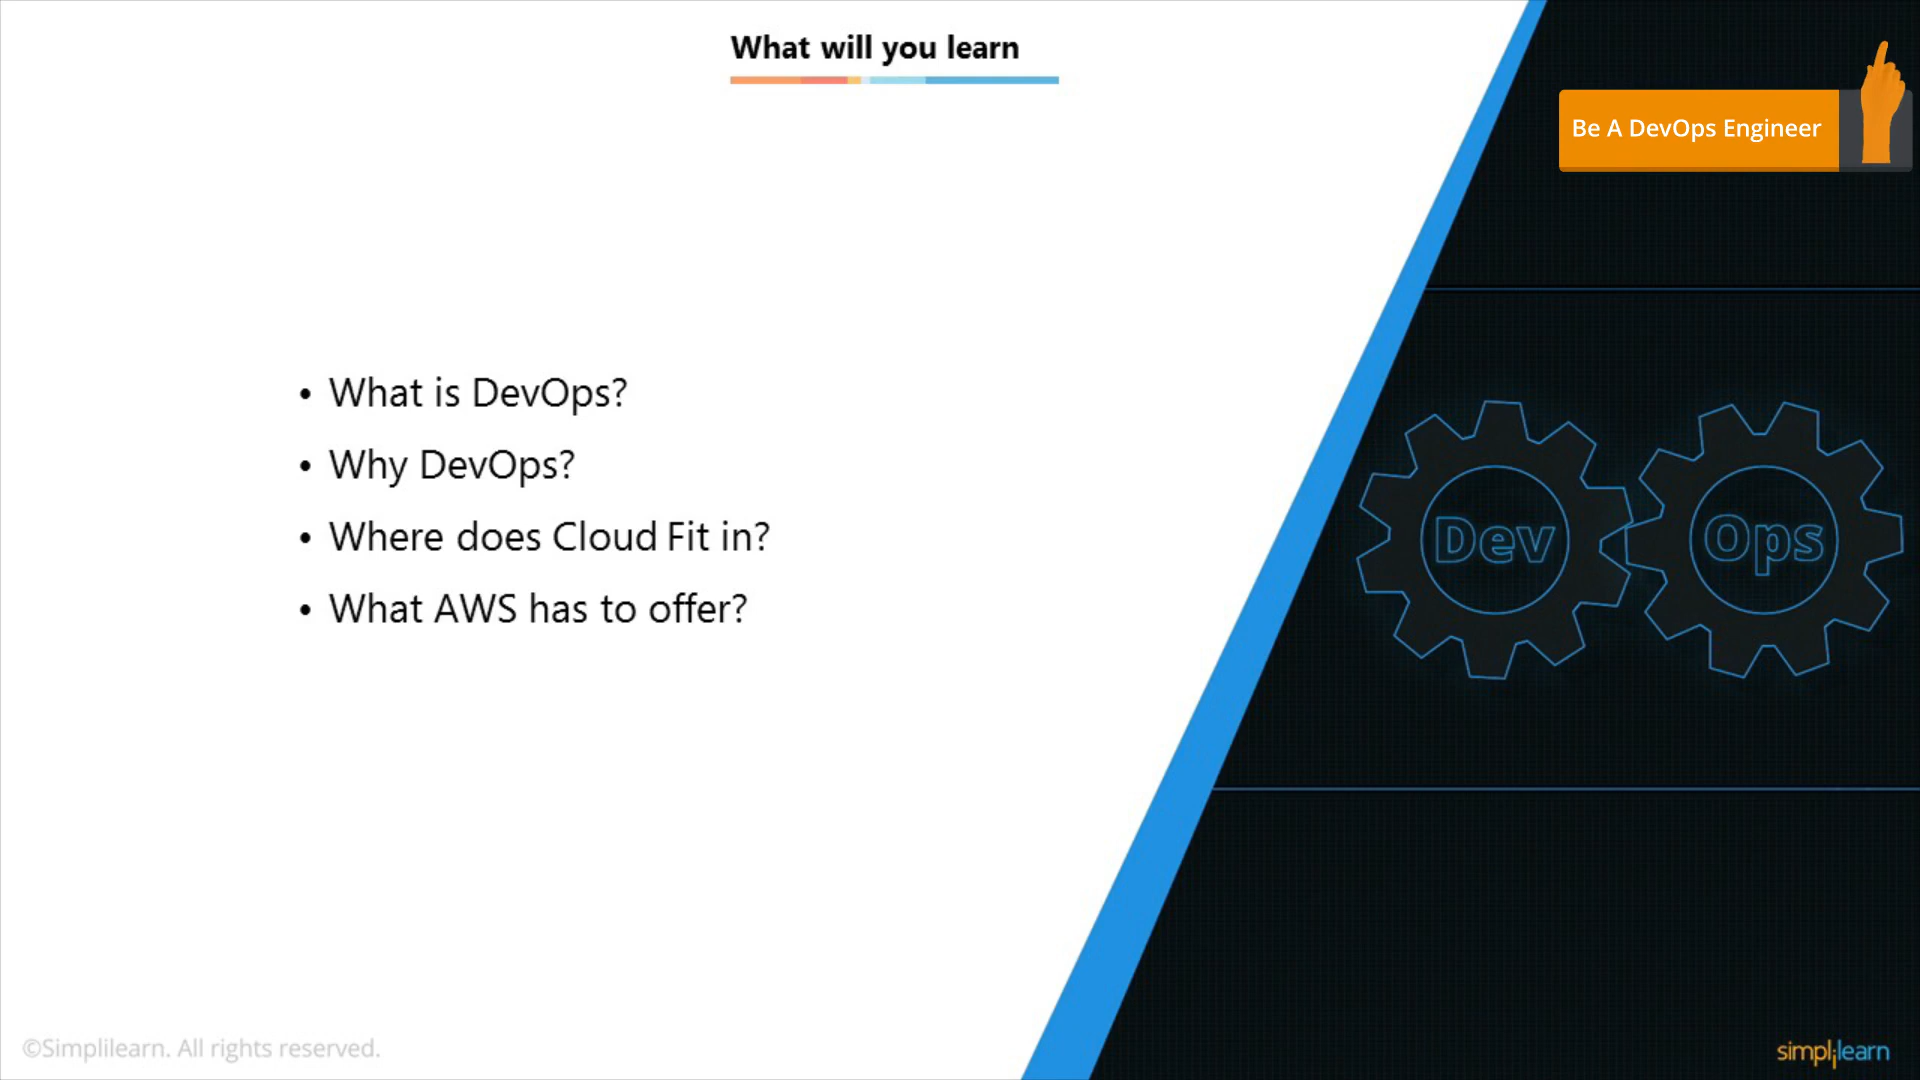 What will you learn
Be A DevOps Engineer
• What is DevOps?
• Why DevOps?
• Where does Cloud Fit in?
• What AWS has to offer?
Dev
Ops
©Simplilearn. All rights reserved.
simplilearn